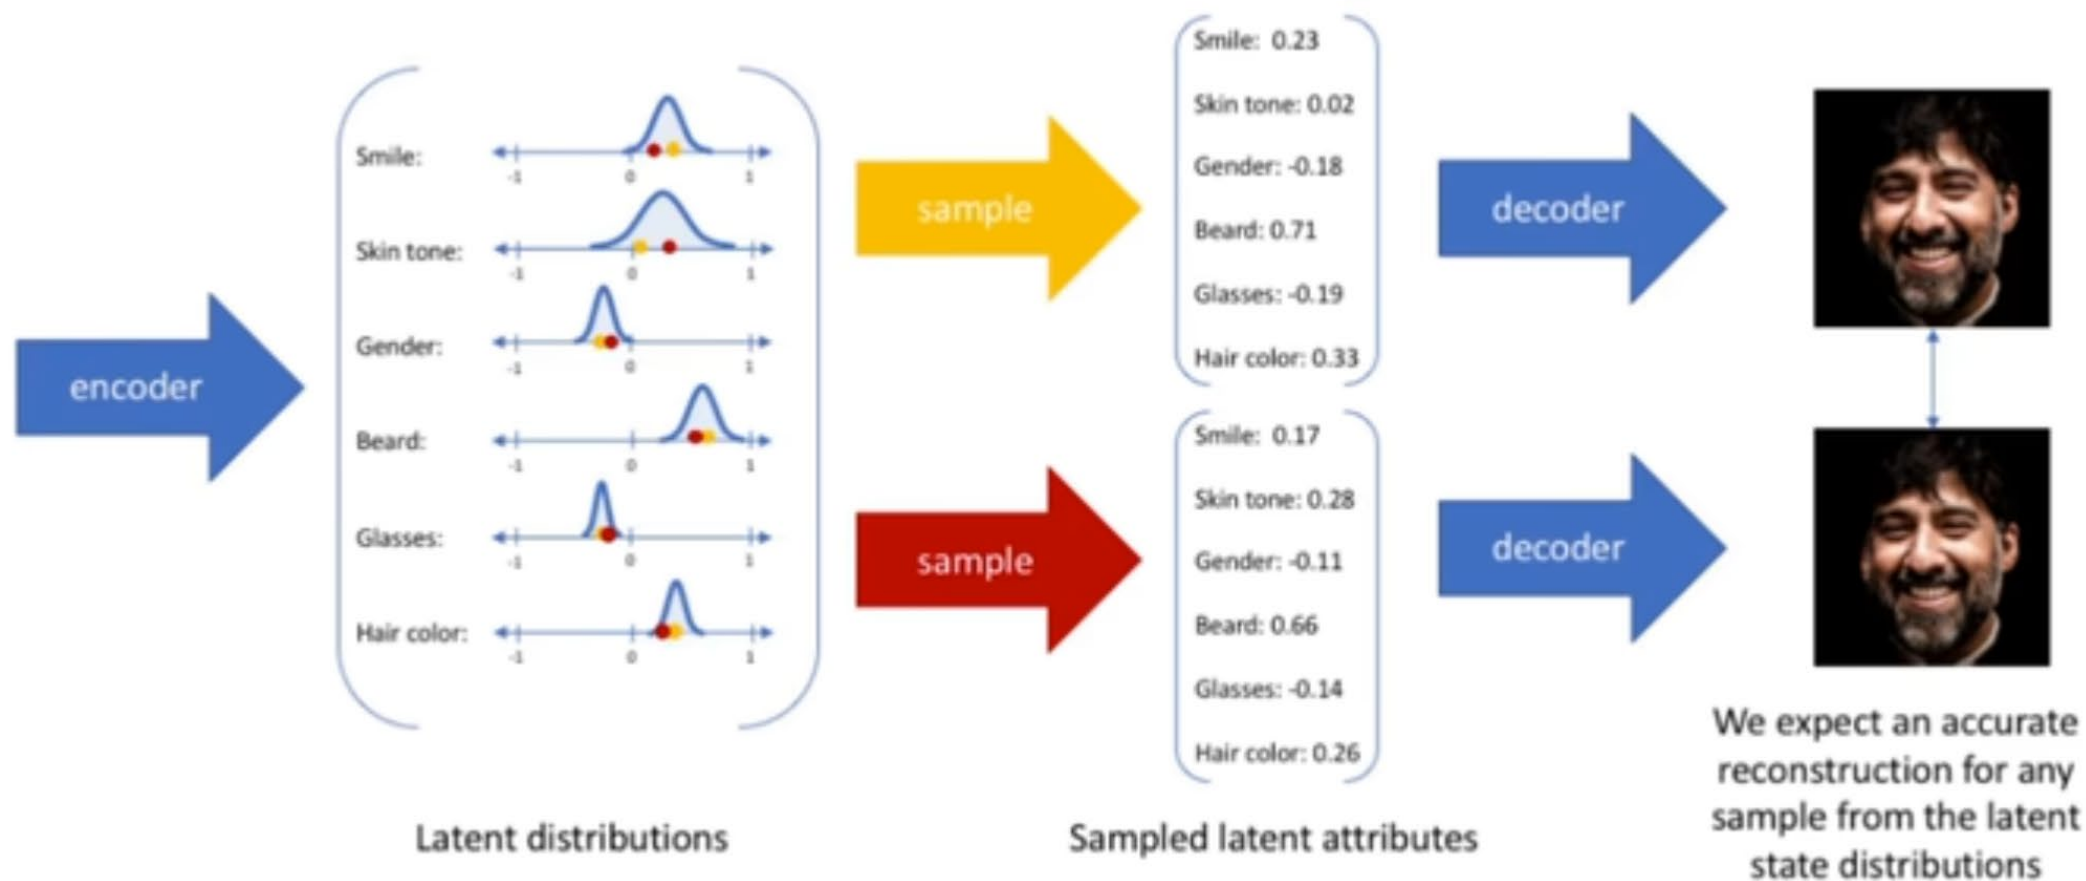 encoder
Smile:
-1 0 1
Skin tone:
-1 0 1
Gender:
-1 0 1
Beard:
-1 0 1
Glasses:
-1 0 1
Hair color:
-1 0 1
Latent distributions
sample
sample
Smile: 0.23
Skin tone: 0.02
Gender: -0.18
Beard: 0.71
Glasses: -0.19
Hair color: 0.33
Smile: 0.17
Skin tone: 0.28
Gender: -0.11
Beard: 0.66
Glasses: -0.14
Hair color: 0.26
Sampled latent attributes
decoder
decoder
We expect an accurate
reconstruction for any
sample from the latent
state distributions